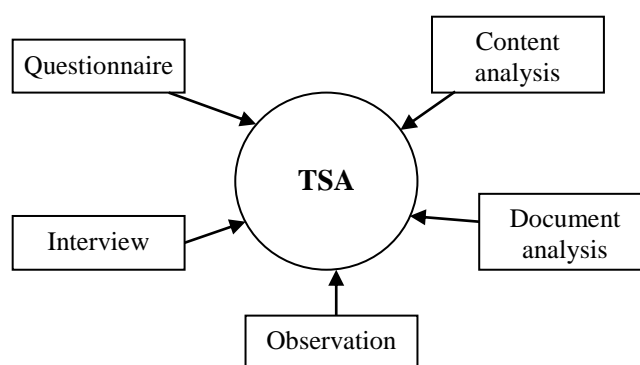 Questionnaire
Content
analysis
TSA
Interview
Document
analysis
Observation